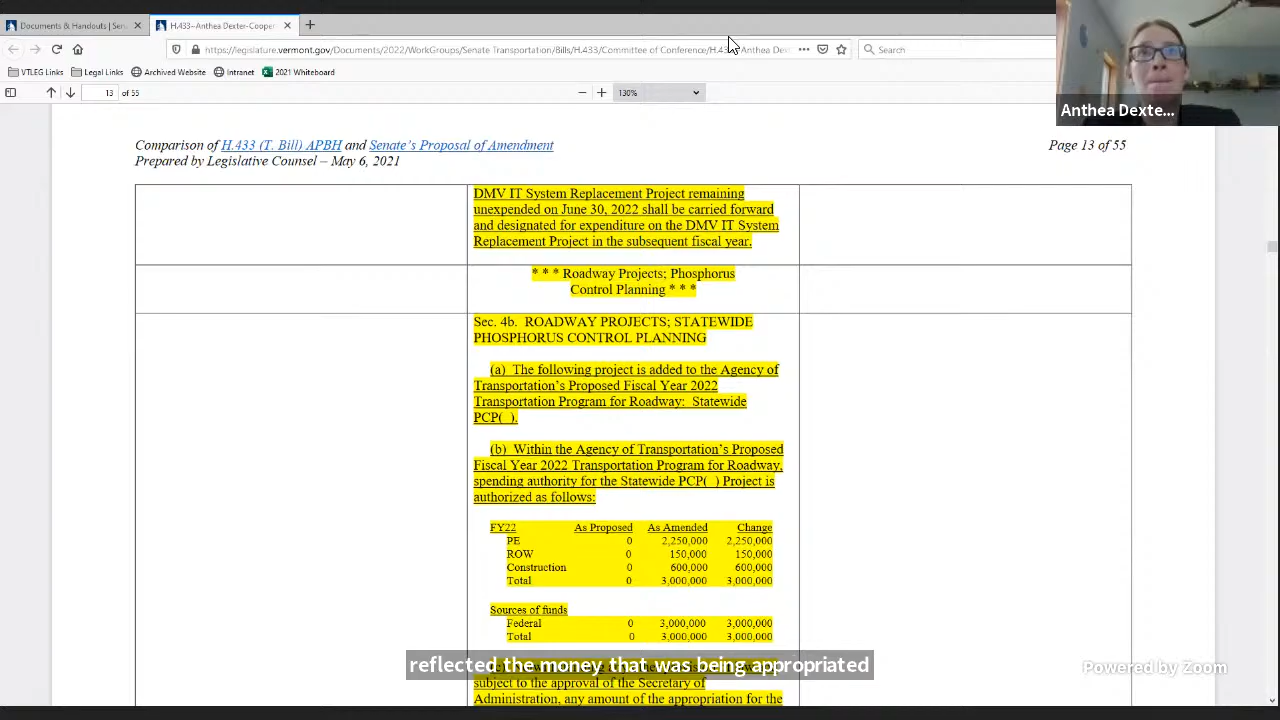 Documents & Handouts | Sen
H.433~Anthea Dexter-Cooper
https://legislature.vermont.gov/Documents/2022/WorkGroups/Senate Transportation/Bills/H.433/Committee of Conference/H.43 Anthea De
Search
VTLEG Links
Legal Links
Archived Website
Intranet
2021 Whiteboard
13 of 55
130%
Anthea Dexte...
Comparison of H.433 (T. Bill) APBH and Senate's Proposal of Amendment
Page 13 of 55
Prepared by Legislative Counsel – May 6, 2021
DMV IT System Replacement Project remaining
unexpended on June 30, 2022 shall be carried forward
and designated for expenditure on the DMV IT System
Replacement Project in the subsequent fiscal year.
* * * Roadway Projects; Phosphorus
Control Planning * * *
Sec. 4b. ROADWAY PROJECTS; STATEWIDE
PHOSPHORUS CONTROL PLANNING
(a) The following project is added to the Agency of
Transportation's Proposed Fiscal Year 2022
Transportation Program for Roadway: Statewide
PCP( ).
(b) Within the Agency of Transportation's Proposed
Fiscal Year 2022 Transportation Program for Roadway,
spending authority for the Statewide PCP( ) Project is
authorized as follows:
FY22 As Proposed As Amended Change
PE 0 2,250,000 2,250,000
ROW 0 150,000 150,000
Construction 0 600,000 600,000
Total 0 3,000,000 3,000,000
Sources of funds
Federal 0 3,000,000 3,000,000
Total 0 3,000,000 3,000,000
reflected the money that was being appropriated
Powered by Zoom
subject to the approval of the Secretary of
Administration, any amount of the appropriation for the